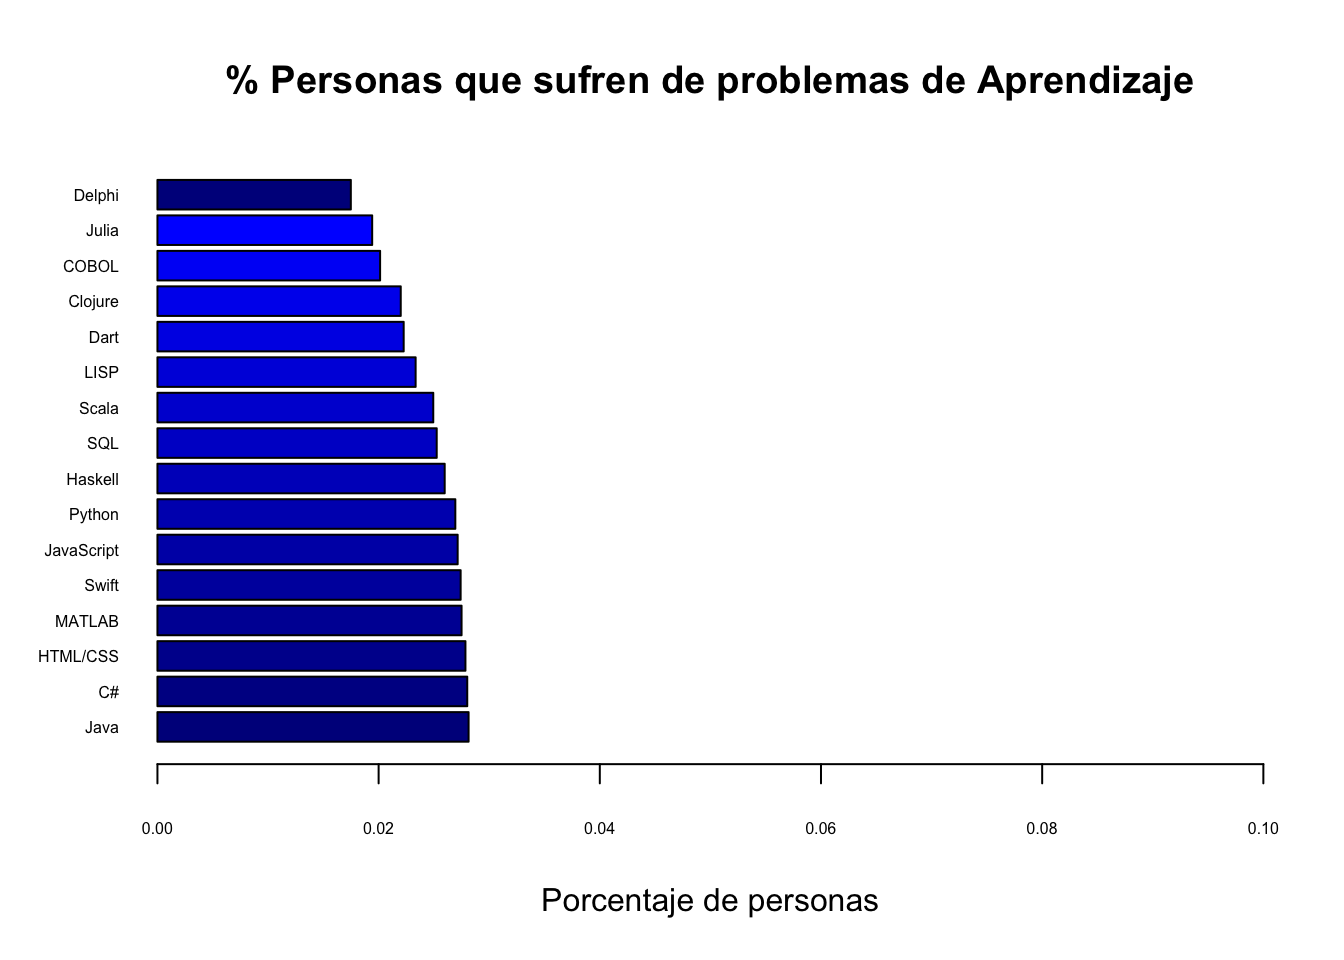 % Personas que sufren de problemas de Aprendizaje
Delphi
Julia
COBOL
Clojure
Dart
LISP
Scala
SQL
Haskell
Python
JavaScript
Swift
MATLAB
HTML/CSS
C#
Java
0.00 0.02 0.04 0.06 0.08 0.10
Porcentaje de personas